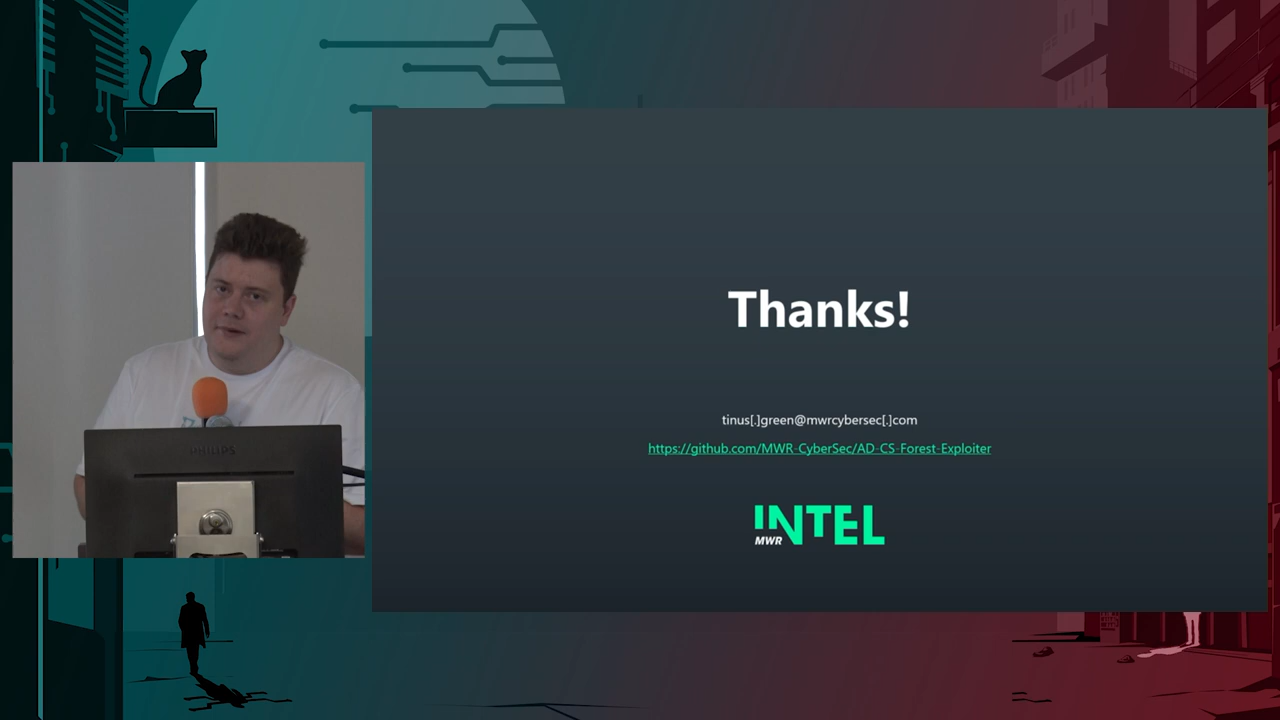 PHILIPS
Thanks!
tinus[.]green@mwrcybersec[.]com
https://github.com/MWR-CyberSec/AD-CS-Forest-Exploiter
INTEL
MWR